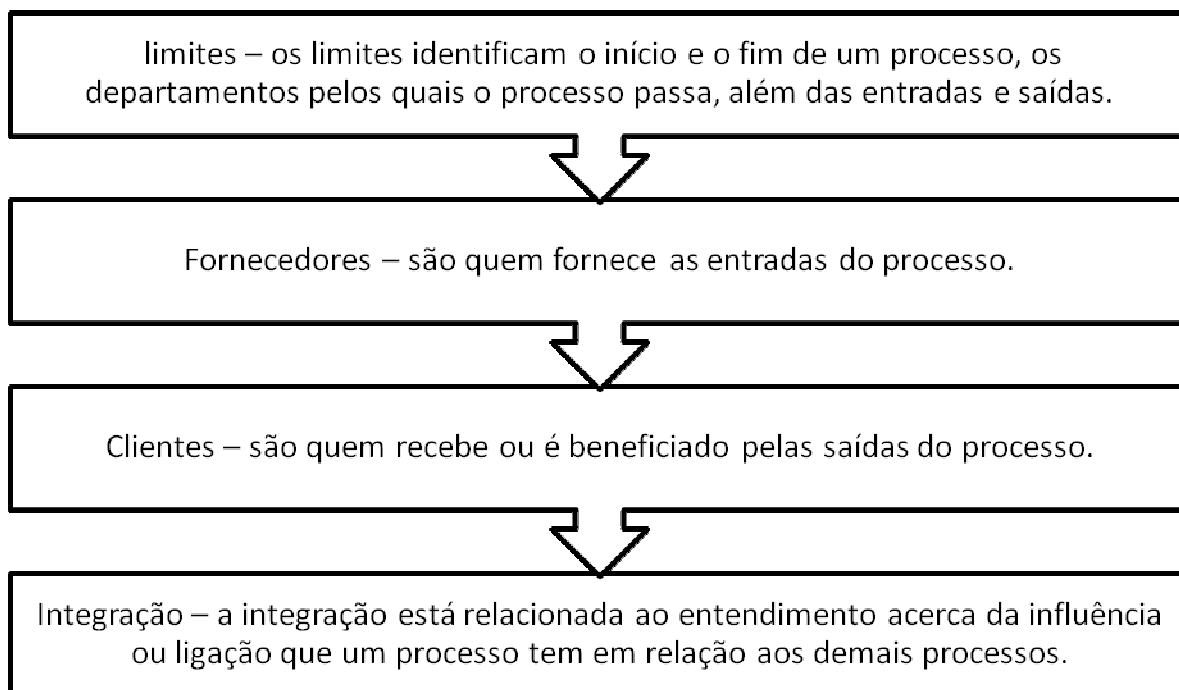 limites – os limites identificam o início e o fim de um processo, os
departamentos pelos quais o processo passa, além das entradas e saídas.
Fornecedores – são quem fornece as entradas do processo.
Clientes – são quem recebe ou é beneficiado pelas saídas do processo.
Integração – a integração está relacionada ao entendimento acerca da influência
ou ligação que um processo tem em relação aos demais processos.